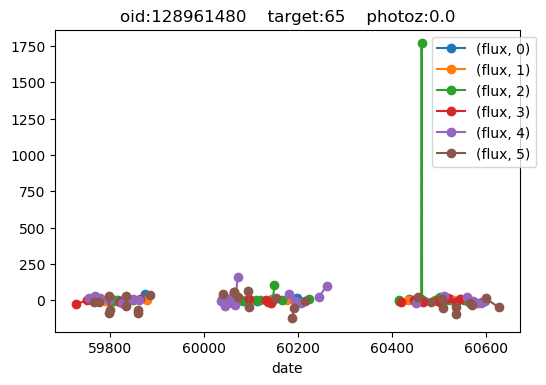 oid:128961480    target:65    photoz:0.0
1750
1500
1250
1000
750
500
250
0
(flux, 0)
(flux, 1)
(flux, 2)
(flux, 3)
(flux, 4)
(flux, 5)
59800 60000 60200 60400 60600
date